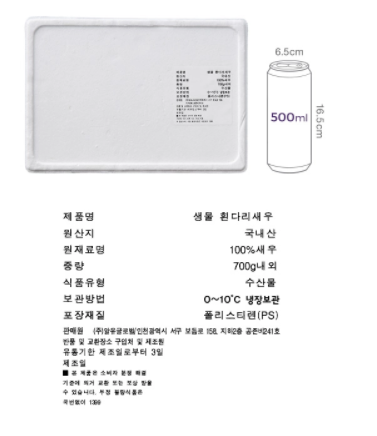 6.5cm
500ml
16.5cm
제품명 생물 흰다리새우
원산지 국내산
원재료명 100%새우
중량 700g내외
식품유형 수산물
보관방법 0~10℃ 냉장보관
포장재질 폴리스티렌(PS)
판매원 (주)알유글로벌/인천광역시 서구 보듬로 158, 지하2층 공존비241호
반품 및 교환장소 구입처 및 제조원
유통기한 제조일로부터 3일
제조일
■ 본 제품은 소비자 분쟁 해결
기준에 의거 교환 또는 보상 받을
수 있습니다. 부정 불량식품은
국번없이 1399